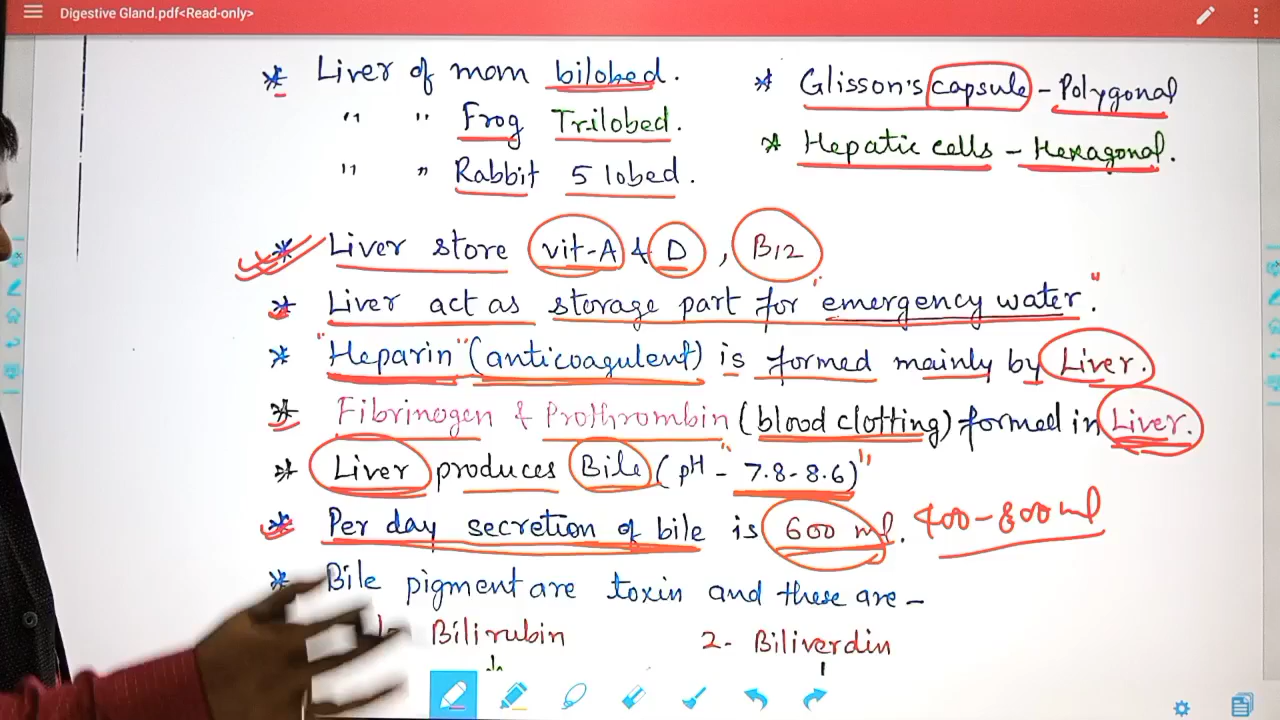 Digestive Gland.pdf<Read-only>
* Liver of mam bilobed.
" " Frog Trilobed.
" " Rabbit 5 lobed.
* Glisson's capsule - Polygonal
* Hepatic cells - Hexagonal.
* Liver store vit-A & D, B12
* Liver act as storage part for "emergency water".
* "Heparin" (anticoagulent) is formed mainly by Liver.
* Fibrinogen & Prothrombin (blood clotting) formed in Liver.
* Liver produces Bile (pH - "7.8-8.6)"
* Per day secretion of bile is 600 ml. 400-800ml
* Bile pigment are toxin and these are -
Bilirubin 2- Biliverdin